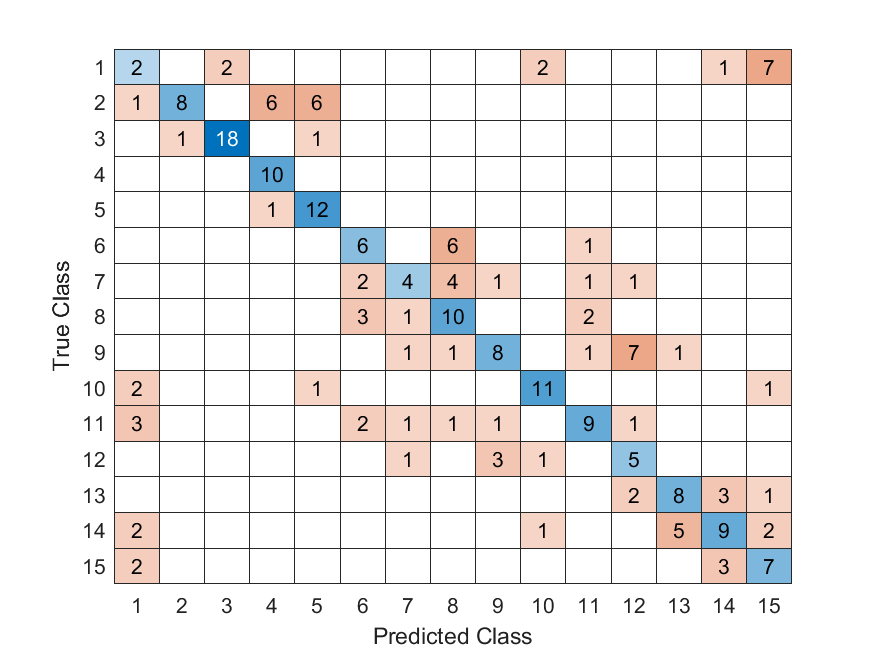 1 2 2 2 1 7
2 1 8 6 6
3 1 18 1
4 10
5 1 12
6 6 6 1
7 2 4 4 1 1 1
8 3 1 10 2
9 1 1 8 1 7 1
10 2 1 11 1
11 3 2 1 1 1 9 1
12 1 3 1 5
13 2 8 3 1
14 2 1 5 9 2
15 2 3 7
1 2 3 4 5 6 7 8 9 10 11 12 13 14 15
Predicted Class
True Class